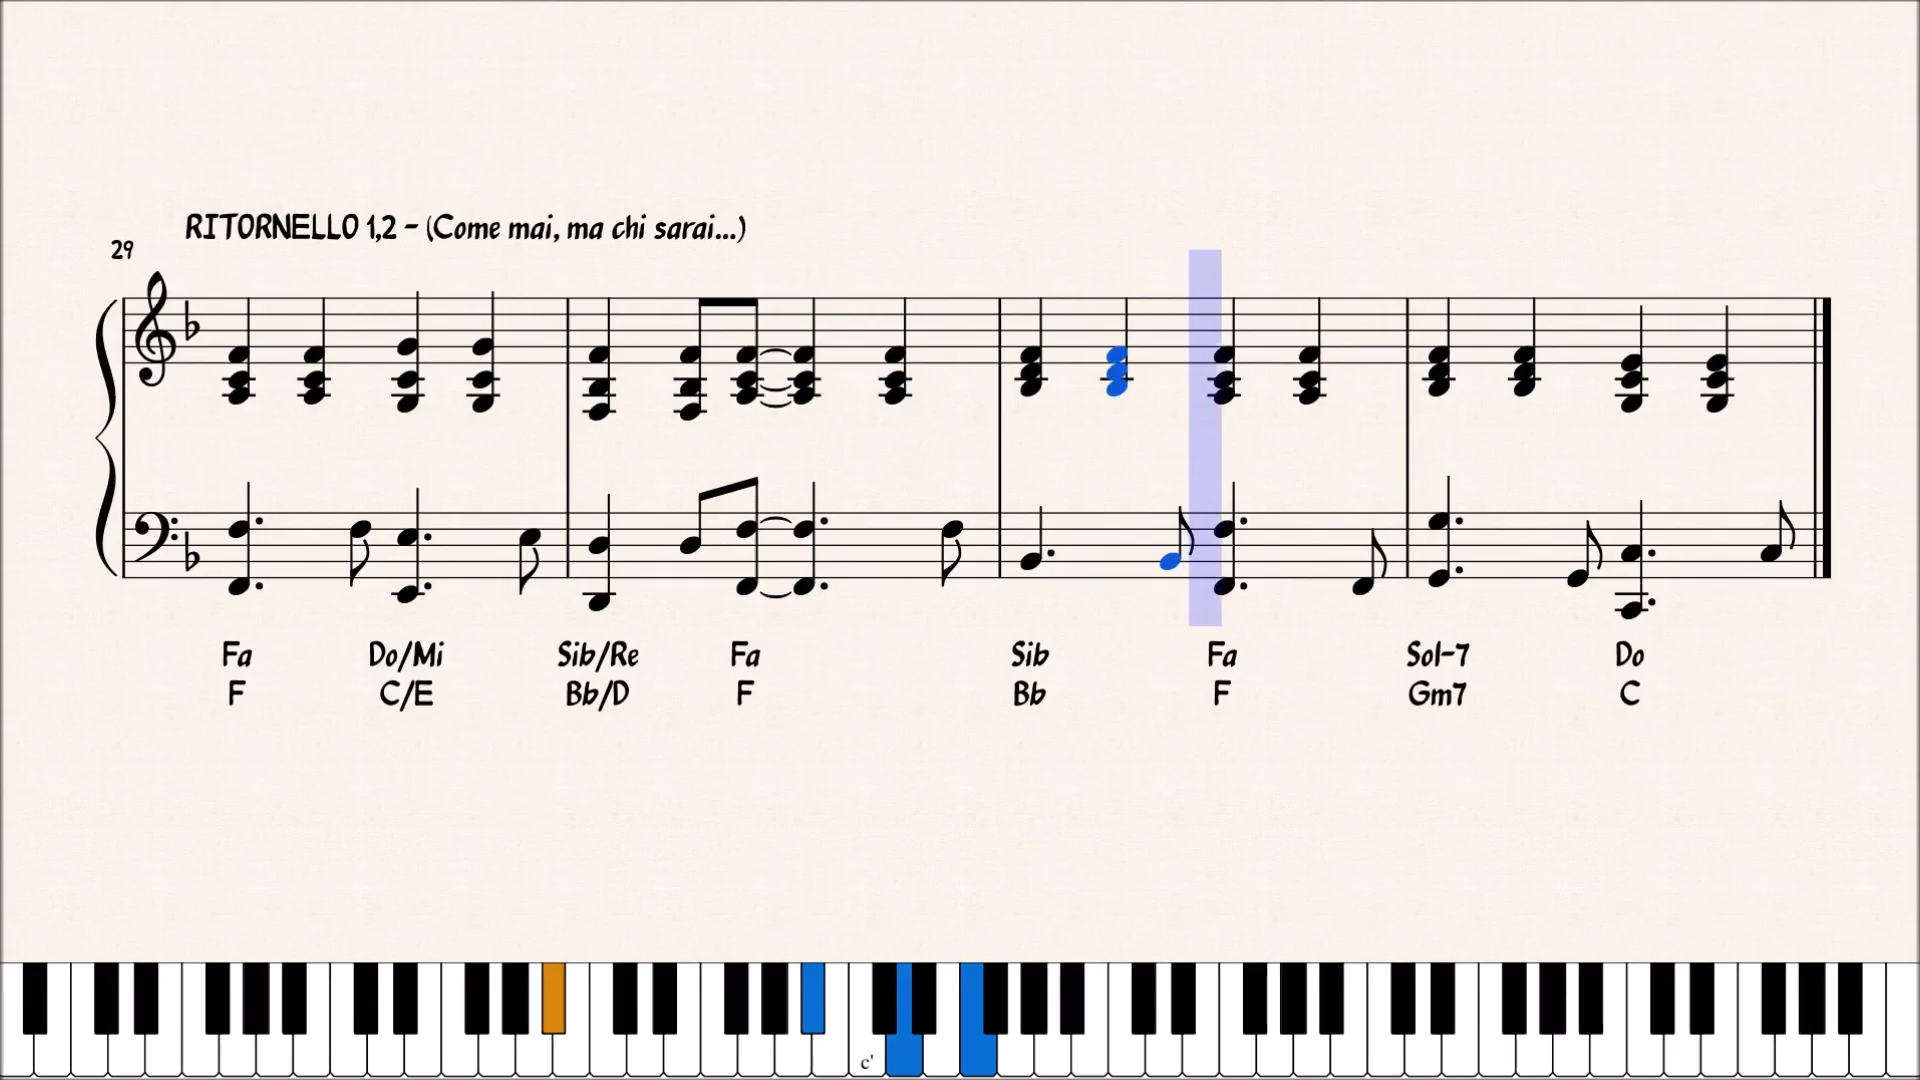 RITORNELLO 1,2 - (Come mai, ma chi sarai...)
29
Fa Do/Mi Sib/Re Fa Sib Fa Sol-7 Do
F C/E Bb/D F Bb F Gm7 C
c'